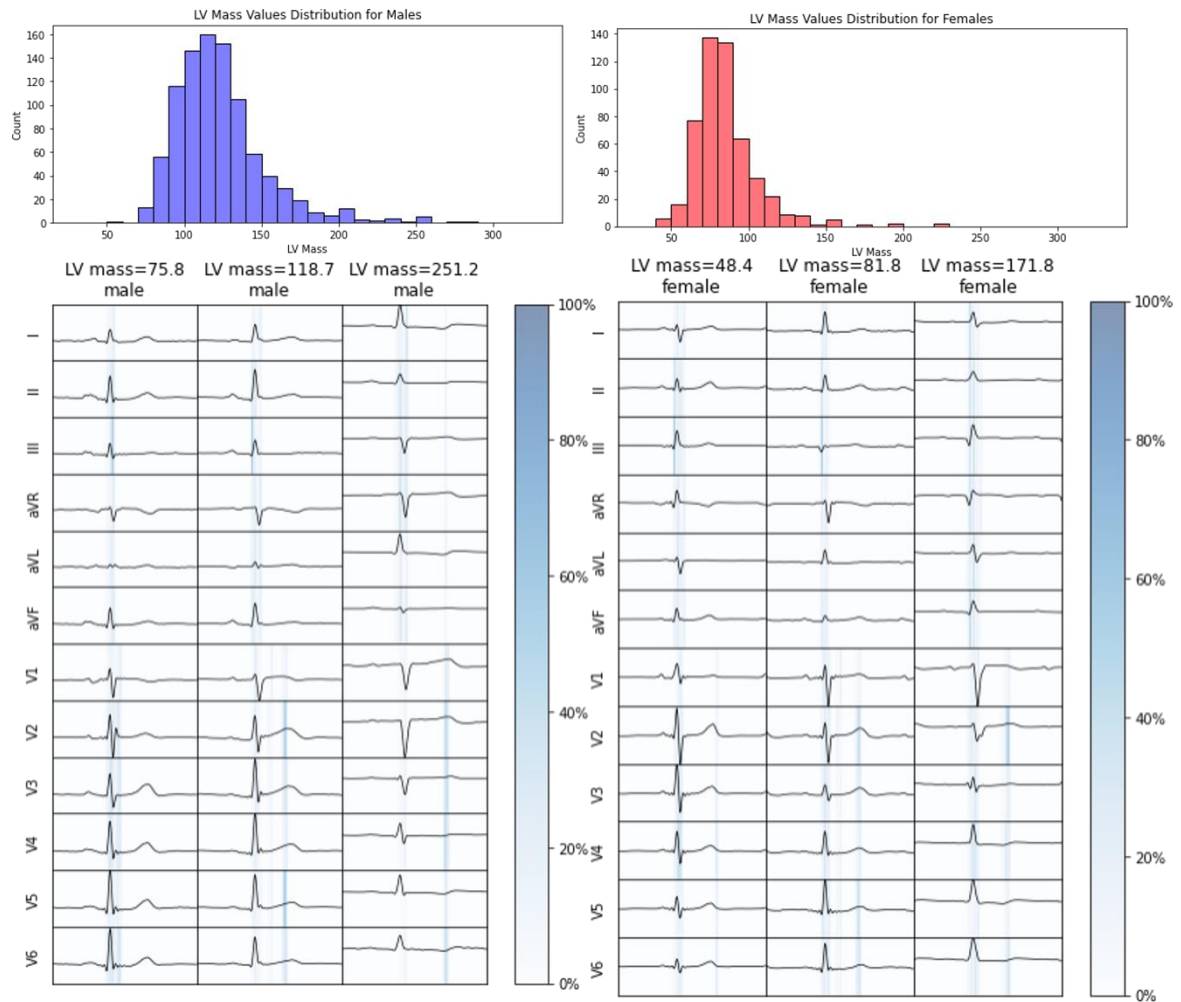 LV Mass Values Distribution for Males
160
140
120
100
80
60
40
20
0
Count
50
100
150
200
250
300
LV Mass
LV Mass Values Distribution for Females
140
120
100
80
60
40
20
0
Count
50
100
150
200
250
300
LV Mass
LV mass=75.8
male
LV mass=118.7
male
LV mass=251.2
male
I
II
III
aVR
aVL
aVF
V1
V2
V3
V4
V5
V6
100%
80%
60%
40%
20%
0%
LV mass=48.4
female
LV mass=81.8
female
LV mass=171.8
female
I
II
III
aVR
aVL
aVF
V1
V2
V3
V4
V5
V6
100%
80%
60%
40%
20%
0%